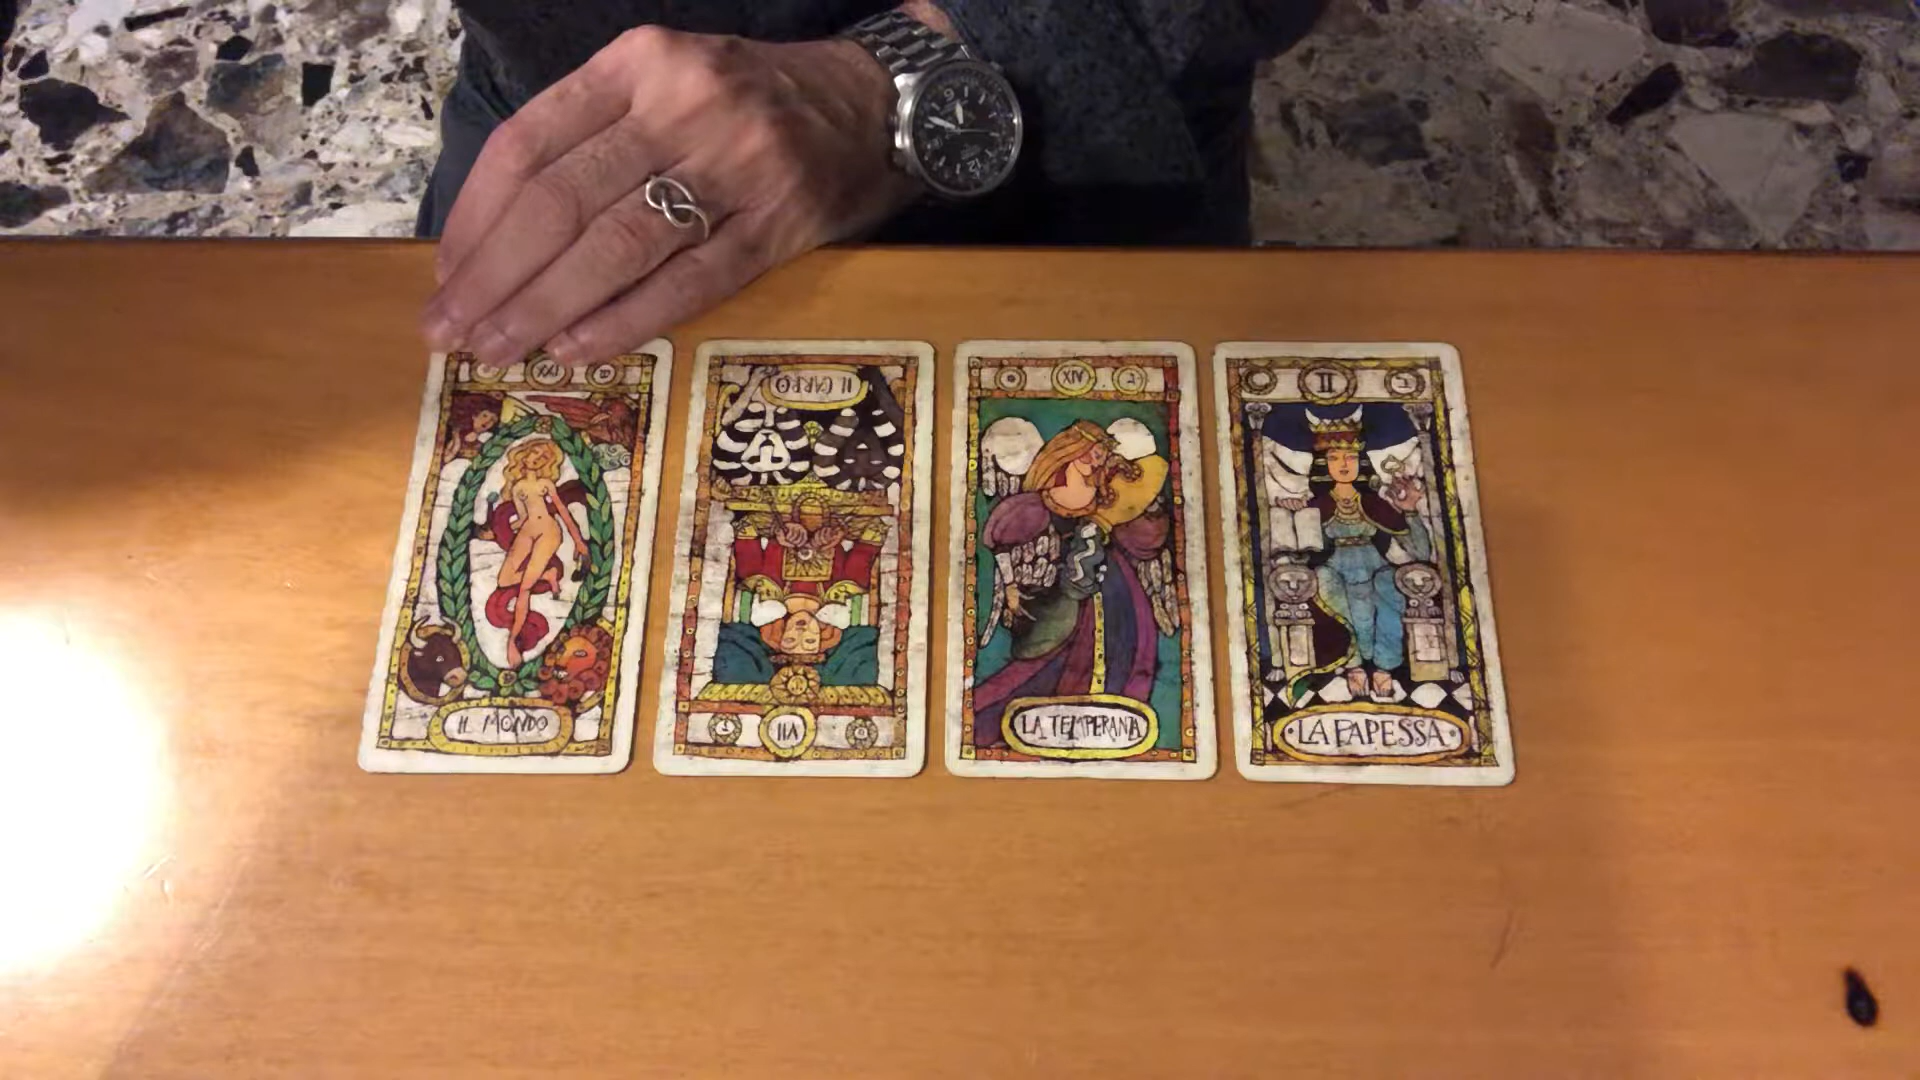 XXI
IL MONDO
IL CARRO
VII
XIV
LA TEMPERANZA
II
LA PAPESSA